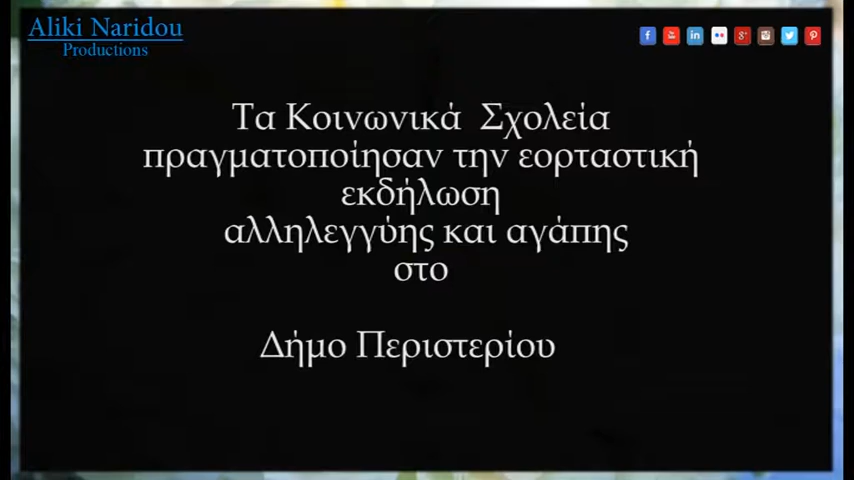 Aliki Naridou
Productions
Τα Κοινωνικά Σχολεία
πραγματοποίησαν την εορταστική
εκδήλωση
αλληλεγγύης και αγάπης
στο
Δήμο Περιστερίου